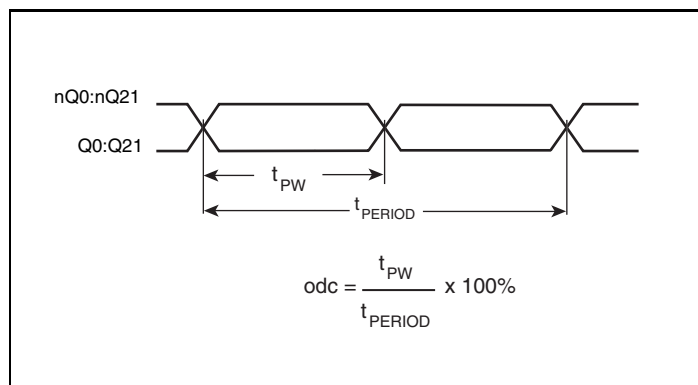 nQ0:nQ21
Q0:Q21
tPW
tPERIOD
odc = tPW / tPERIOD x 100%